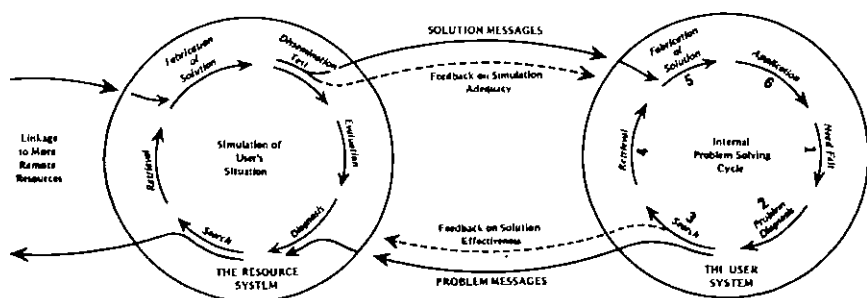 Linkage
to More
Remote
Resources
Fabrication
of
Solution
Dissemination
Test
Evaluation
Diagnosis
Search
Retrieval
Simulation of
User's
Situation
THE RESOURCE
SYSTEM
SOLUTION MESSAGES
Feedback on Simulation
Adequacy
Feedback on Solution
Effectiveness
PROBLEM MESSAGES
Fabrication
of
Solution
5
Application
6
Need Felt
1
2
Problem
Diagnosis
3
Search
4
Retrieval
Internal
Problem Solving
Cycle
THE USER
SYSTEM